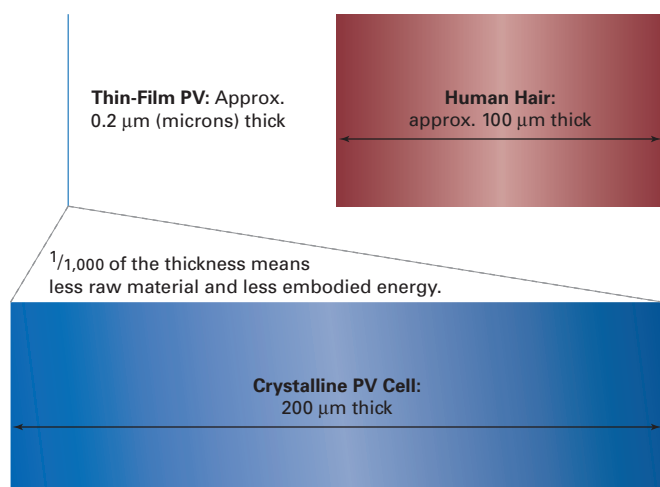 Thin-Film PV: Approx.
0.2 μm (microns) thick
Human Hair:
approx. 100 μm thick
1/1,000 of the thickness means
less raw material and less embodied energy.
Crystalline PV Cell:
200 μm thick